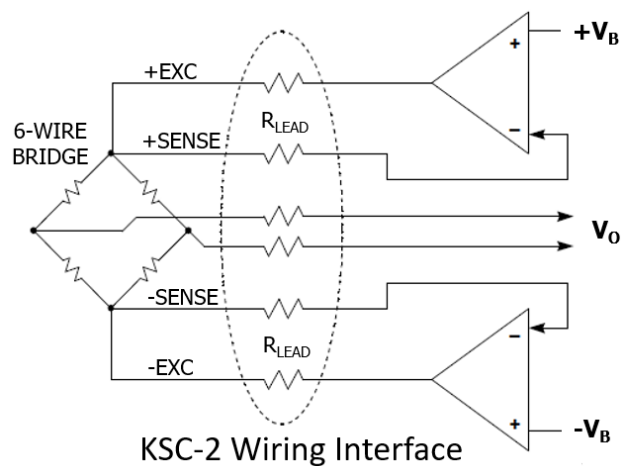 +EXC
+
+V_B
R_LEAD
6-WIRE
BRIDGE
+SENSE
−
V_O
-SENSE
R_LEAD
−
-EXC
+
-V_B
KSC-2 Wiring Interface